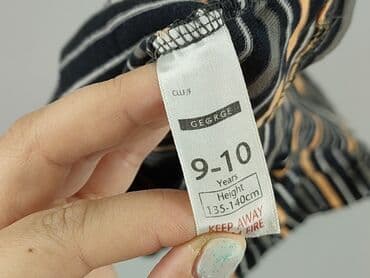 GEORGE
9-10
Years
Height
135-140cm
KEEP AWAY
FIRE